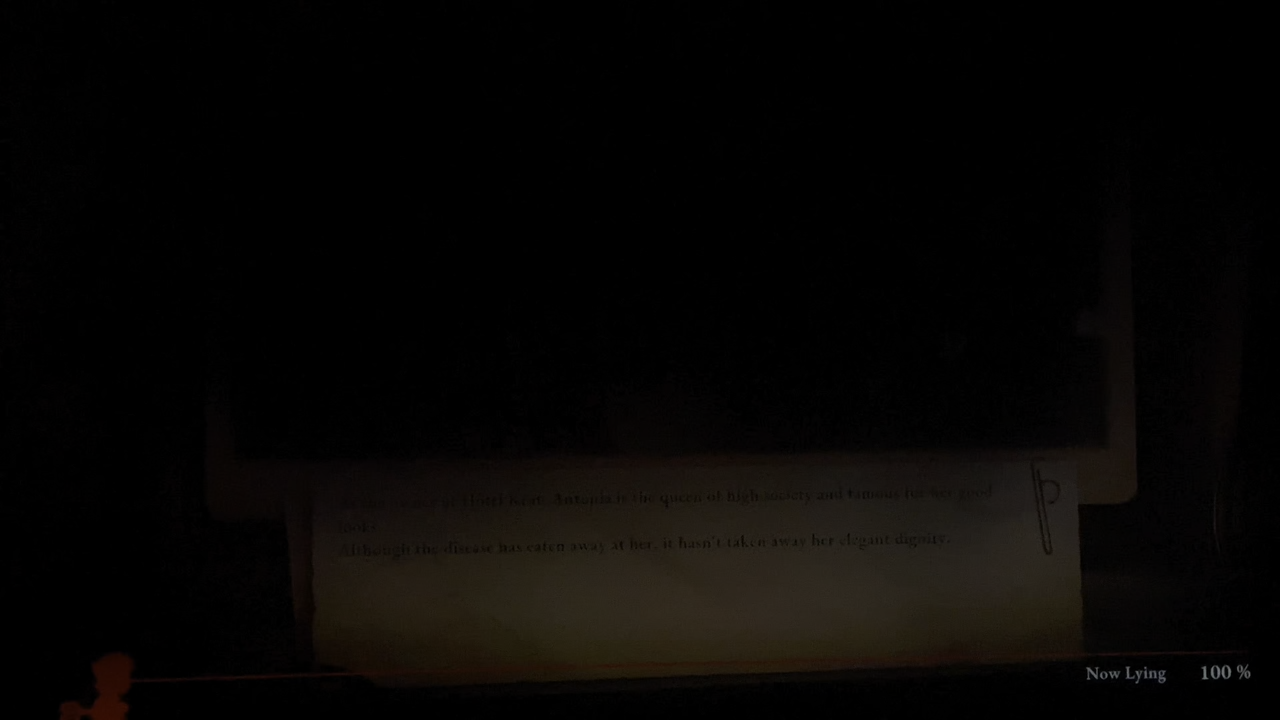 Hotel Krat, Antonia is the queen of high society and famous for her good
looks.
Although the disease has eaten away at her, it hasn't taken away her elegant dignity.
Now Lying 100 %